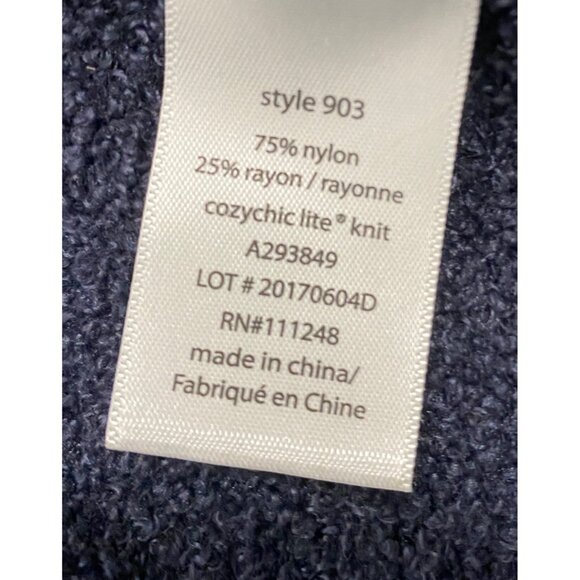 style 903
75% nylon
25% rayon / rayonne
cozychic lite® knit
A293849
LOT # 20170604D
RN#111248
made in china/
Fabriqué en Chine